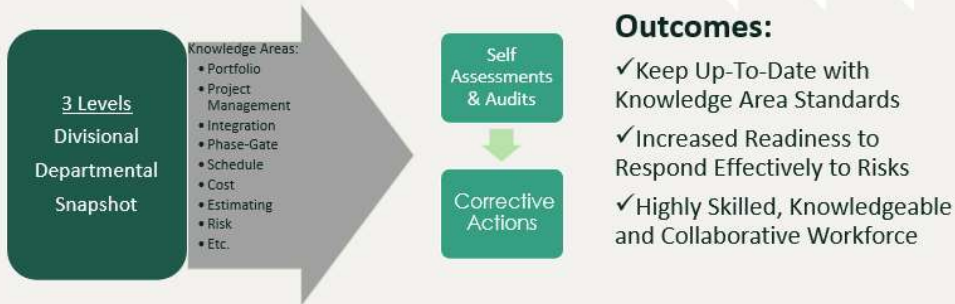 3 Levels
Divisional
Departmental
Snapshot
Knowledge Areas:
• Portfolio
• Project
Management
• Integration
• Phase-Gate
• Schedule
• Cost
• Estimating
• Risk
• Etc.
Self
Assessments
& Audits
Corrective
Actions
Outcomes:
✓Keep Up-To-Date with
Knowledge Area Standards
✓Increased Readiness to
Respond Effectively to Risks
✓Highly Skilled, Knowledgeable
and Collaborative Workforce